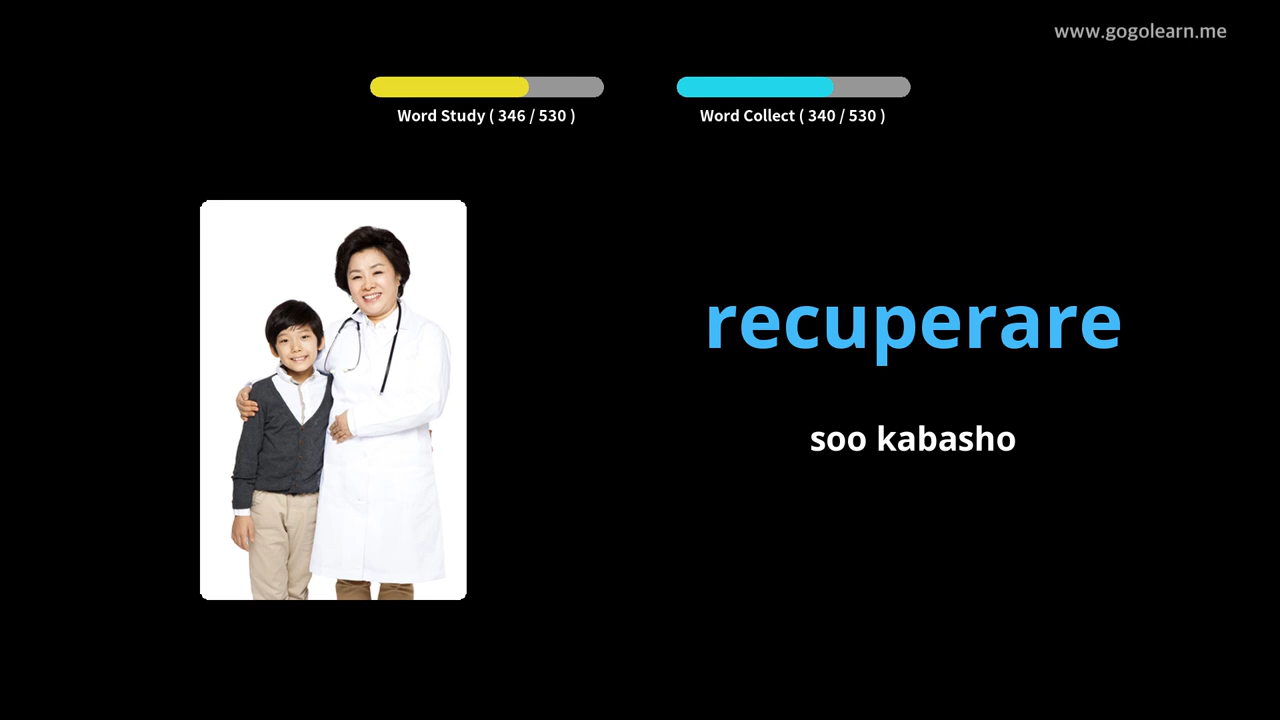 www.gogolearn.me
Word Study ( 346 / 530 )
Word Collect ( 340 / 530 )
recuperare
soo kabasho